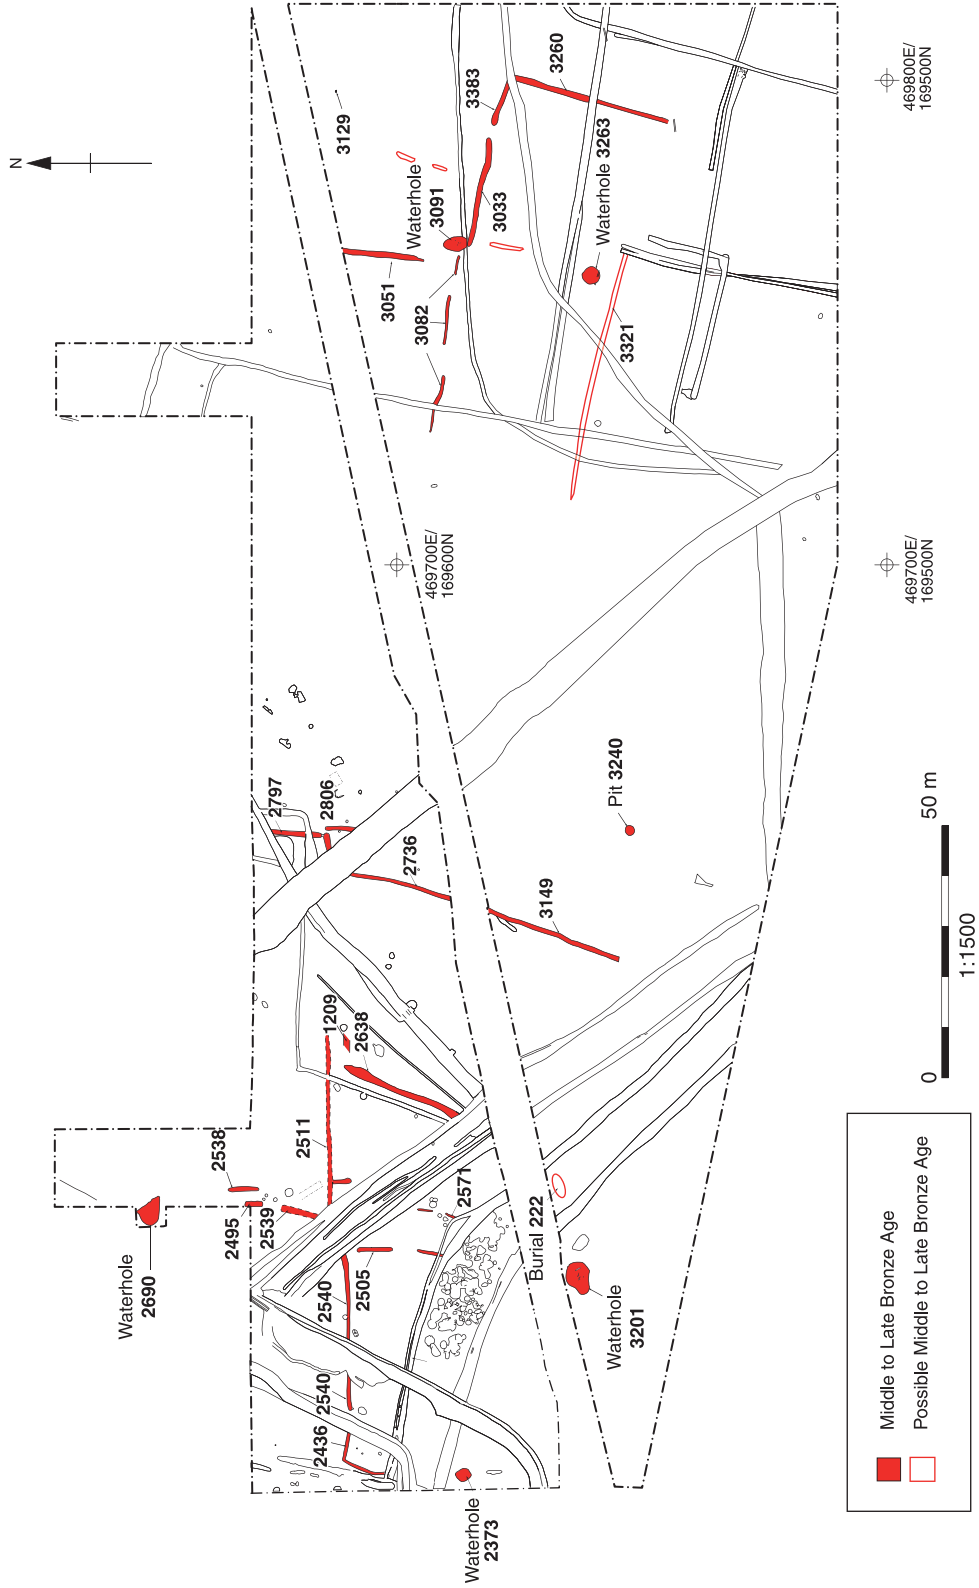 N
3129
3260
3383
Waterhole
3091
3033
Waterhole 3263
3051
3082
3321
469800E/
169500N
469700E/
169600N
469700E/
169500N
2797
2806
2736
3149
Pit 3240
1209
2638
2511
2538
2495
2539
2571
2505
2540
2540
2436
Waterhole
2690
Burial 222
Waterhole
3201
Waterhole
2373
0
50 m
1:1500
Middle to Late Bronze Age
Possible Middle to Late Bronze Age